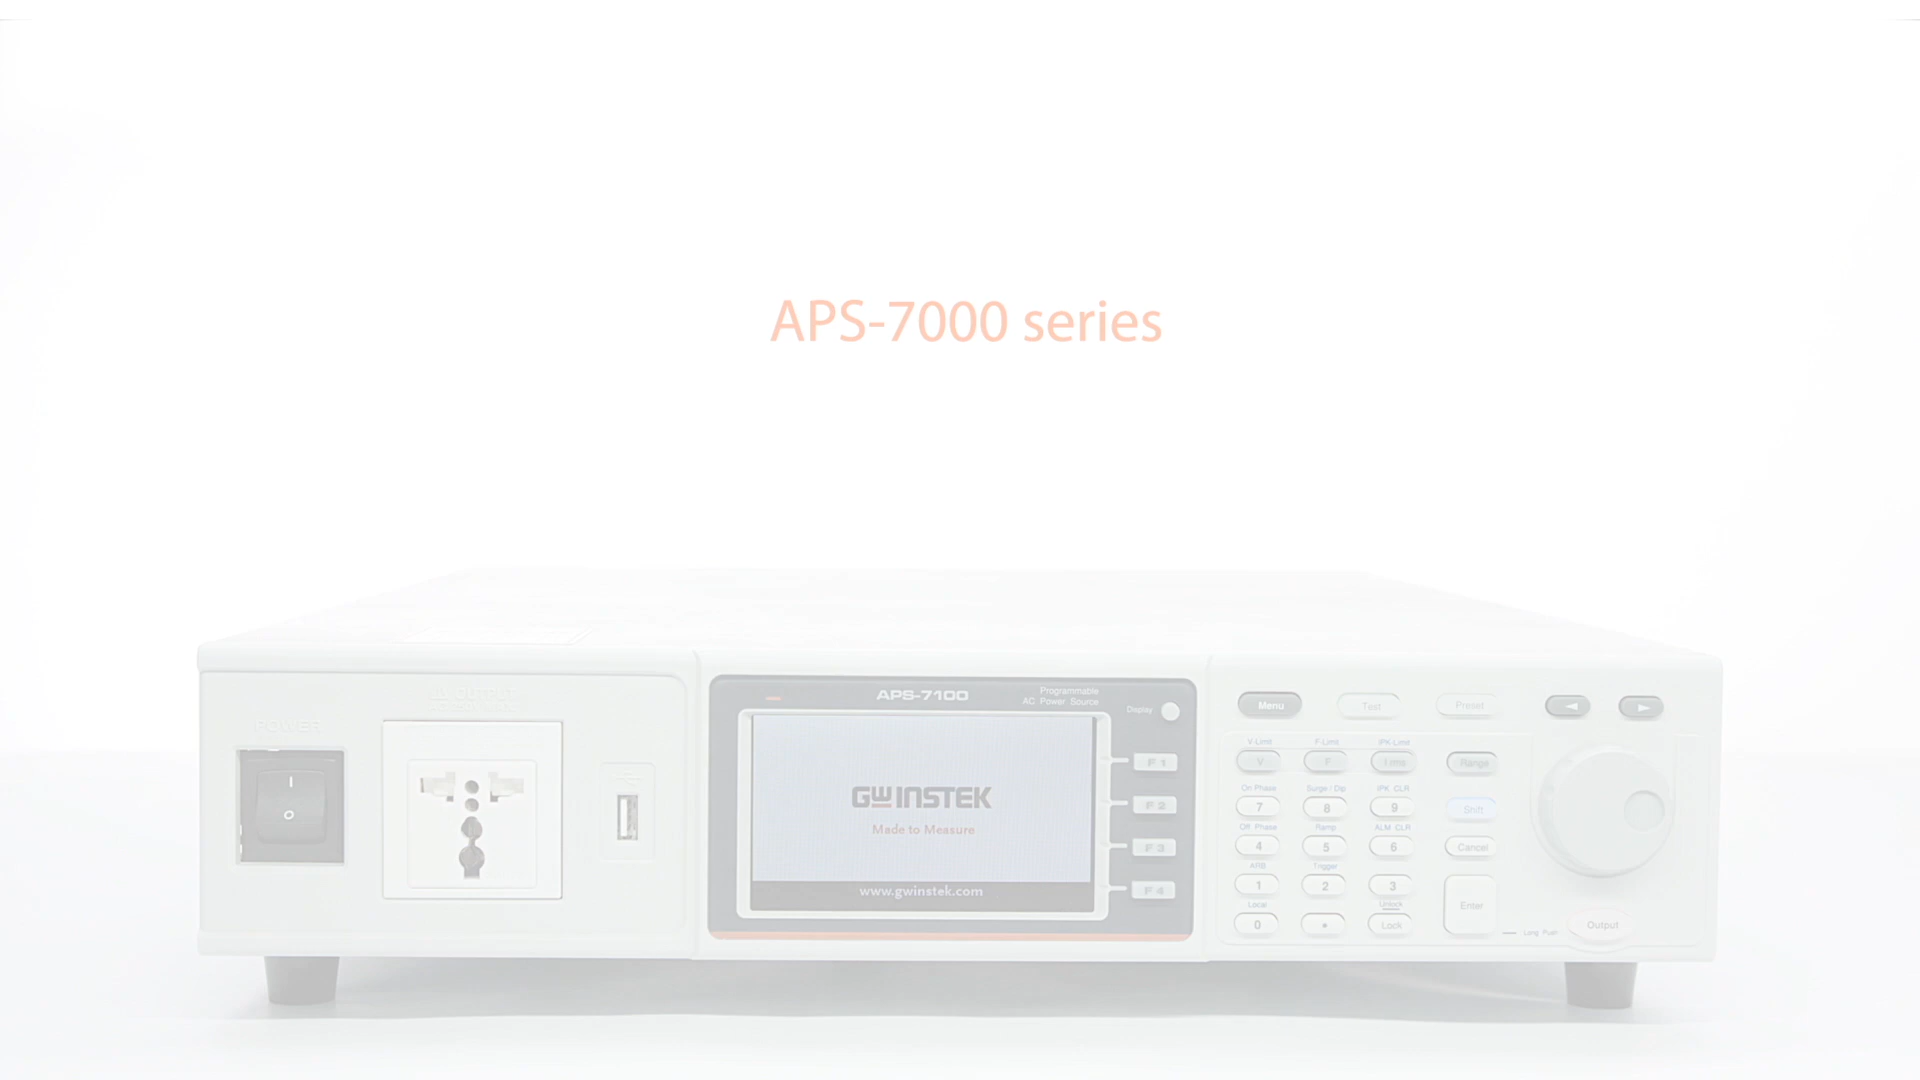 APS-7000 series
POWER
OUTPUT
APS-7100
Programmable
AC Power Source
Display
GWINSTEK
Made to Measure
www.gwinstek.com
F 1
F 2
F 3
F 4
Menu
Test
Preset
V-Limit
F-Limit
IPK-Limit
V
F
Irms
Range
On Phase
Surge / Dip
IPK CLR
7
8
9
Shift
Off Phase
Ramp
ALM CLR
4
5
6
Cancel
ARB
Trigger
1
2
3
Enter
Local
Unlock
0
Lock
Long Push
Output